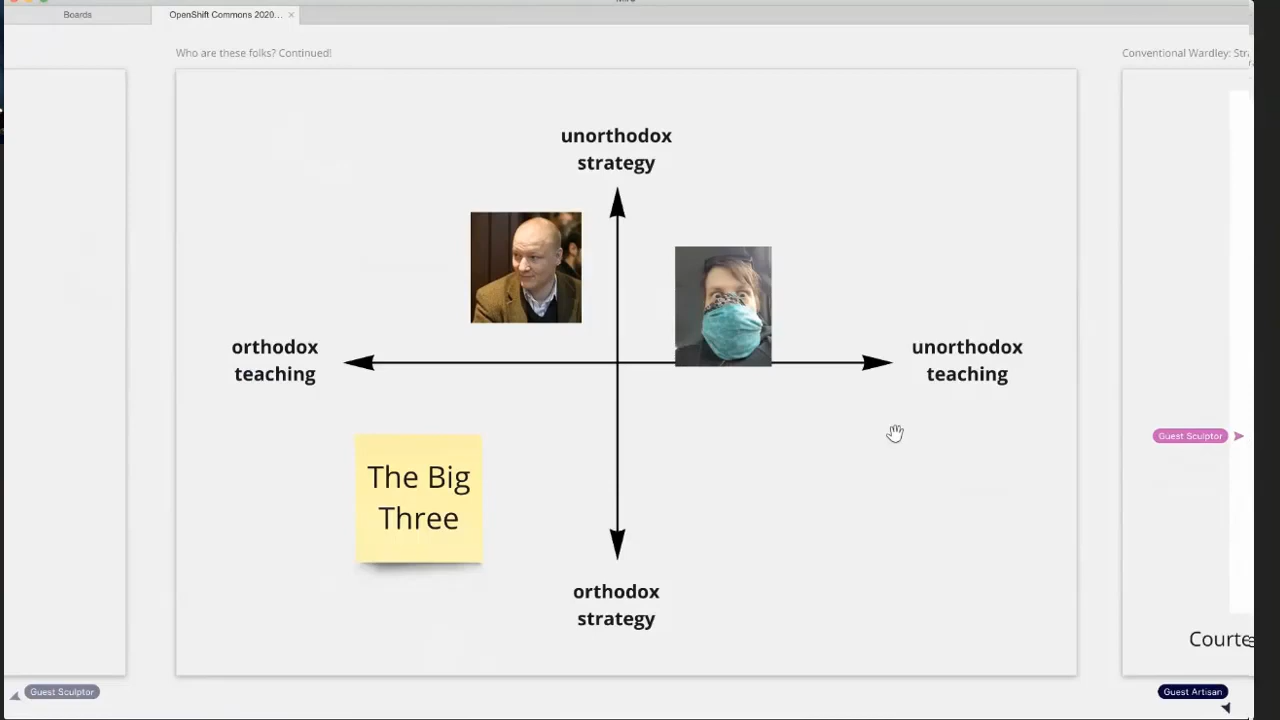 Boards
OpenShift Commons 2020...
Who are these folks? Continued!
Conventional Wardley: Str
unorthodox
strategy
orthodox
teaching
unorthodox
teaching
The Big
Three
orthodox
strategy
Guest Sculptor
Courte
Guest Sculptor
Guest Artisan